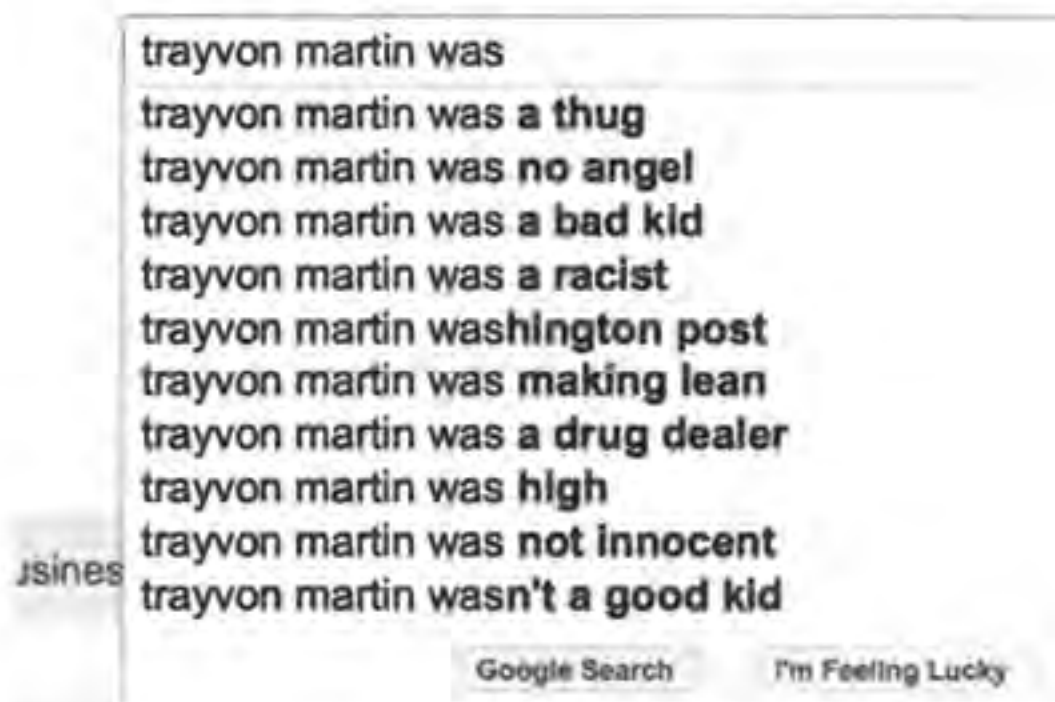 trayvon martin was
trayvon martin was a thug
trayvon martin was no angel
trayvon martin was a bad kid
trayvon martin was a racist
trayvon martin washington post
trayvon martin was making lean
trayvon martin was a drug dealer
trayvon martin was high
trayvon martin was not innocent
usines
trayvon martin wasn't a good kid
Google Search I'm Feeling Lucky